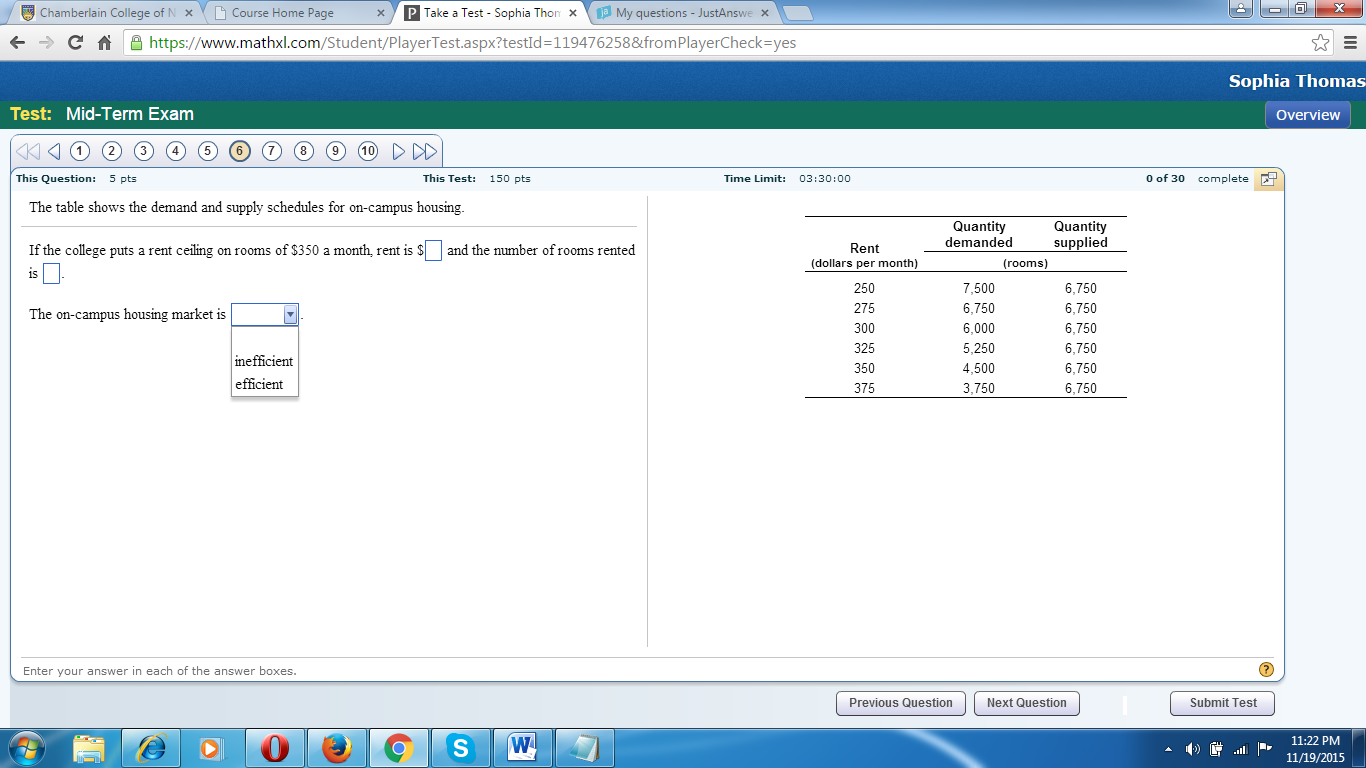 Chamberlain College of N
Course Home Page
Take a Test - Sophia Thom
My questions - JustAnswe
https://www.mathxl.com/Student/PlayerTest.aspx?testId=119476258&fromPlayerCheck=yes
Sophia Thomas
Test: Mid-Term Exam
Overview
1 2 3 4 5 6 7 8 9 10
This Question: 5 pts
This Test: 150 pts
Time Limit: 03:30:00
0 of 30 complete
The table shows the demand and supply schedules for on-campus housing.
If the college puts a rent ceiling on rooms of $350 a month, rent is $ and the number of rooms rented
is .
The on-campus housing market is .
inefficient
efficient
Quantity Quantity
Rent demanded supplied
(dollars per month) (rooms)
250 7,500 6,750
275 6,750 6,750
300 6,000 6,750
325 5,250 6,750
350 4,500 6,750
375 3,750 6,750
Enter your answer in each of the answer boxes.
?
Previous Question
Next Question
Submit Test
11:22 PM
11/19/2015